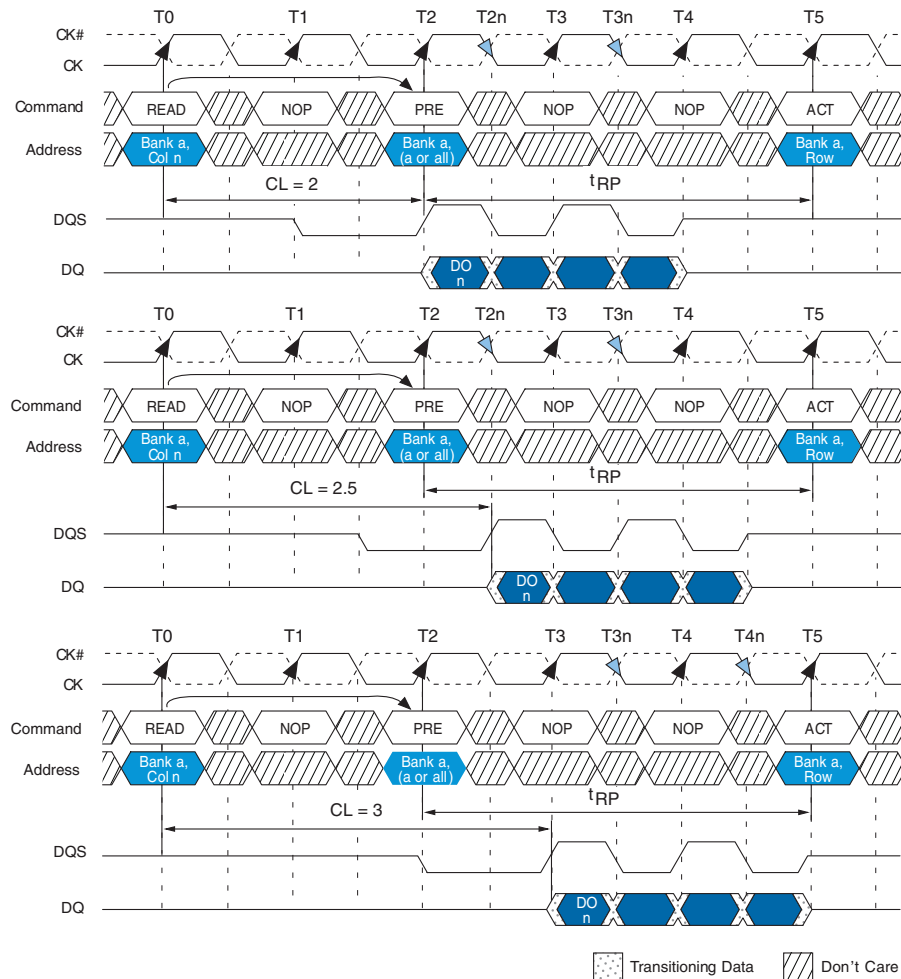 T0 T1 T2 T2n T3 T3n T4 T5
CK#
CK
Command READ NOP PRE NOP NOP ACT
Address Bank a, Col n Bank a, (a or all) Bank a, Row
CL = 2 tRP
DQS
DQ DO n
T0 T1 T2 T2n T3 T3n T4 T5
CK#
CK
Command READ NOP PRE NOP NOP ACT
Address Bank a, Col n Bank a, (a or all) Bank a, Row
CL = 2.5 tRP
DQS
DQ DO n
T0 T1 T2 T3 T3n T4 T4n T5
CK#
CK
Command READ NOP PRE NOP NOP ACT
Address Bank a, Col n Bank a, (a or all) Bank a, Row
CL = 3 tRP
DQS
DQ DO n
Transitioning Data Don't Care